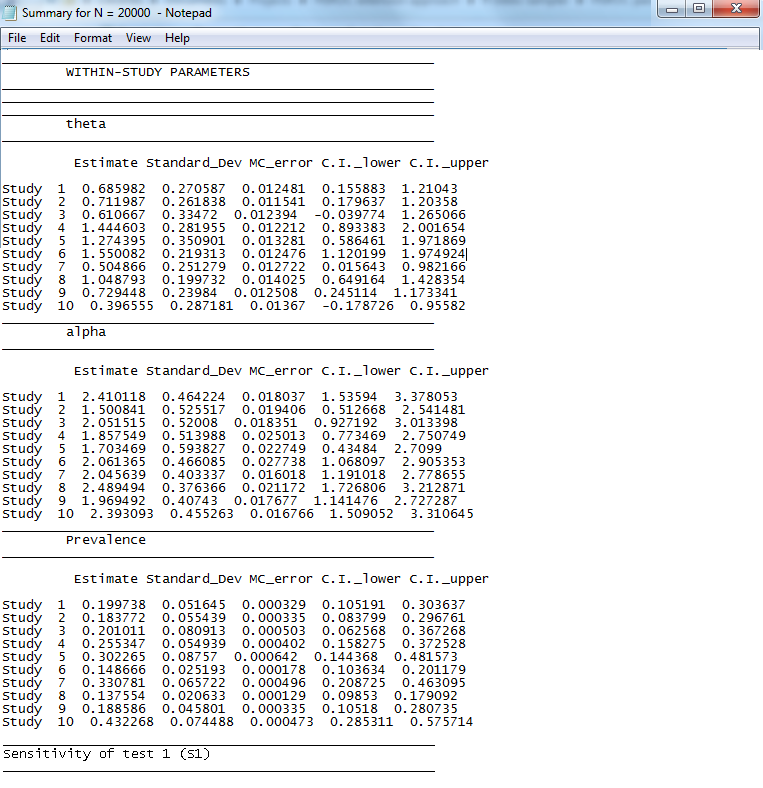 Summary for N = 20000 - Notepad
File Edit Format View Help
WITHIN-STUDY PARAMETERS
theta
Estimate Standard_Dev MC_error C.I._lower C.I._upper
Study 1 0.685982 0.270587 0.012481 0.155883 1.21043
Study 2 0.711987 0.261838 0.011541 0.179637 1.20358
Study 3 0.610667 0.33472 0.012394 -0.039774 1.265066
Study 4 1.444603 0.281955 0.012212 0.893383 2.001654
Study 5 1.274395 0.350901 0.013281 0.586461 1.971869
Study 6 1.550082 0.219313 0.012476 1.120199 1.974924
Study 7 0.504866 0.251279 0.012722 0.015643 0.982166
Study 8 1.048793 0.199732 0.014025 0.649164 1.428354
Study 9 0.729448 0.23984 0.012508 0.245114 1.173341
Study 10 0.396555 0.287181 0.01367 -0.178726 0.95582
alpha
Estimate Standard_Dev MC_error C.I._lower C.I._upper
Study 1 2.410118 0.464224 0.018037 1.53594 3.378053
Study 2 1.500841 0.525517 0.019406 0.512668 2.541481
Study 3 2.051515 0.52008 0.018351 0.927192 3.013398
Study 4 1.857549 0.513988 0.025013 0.773469 2.750749
Study 5 1.703469 0.593827 0.022749 0.43484 2.7099
Study 6 2.061365 0.466085 0.027738 1.068097 2.905353
Study 7 2.045639 0.403337 0.016018 1.191018 2.778655
Study 8 2.489494 0.376366 0.021172 1.726806 3.212871
Study 9 1.969492 0.40743 0.017677 1.141476 2.727287
Study 10 2.393093 0.455263 0.016766 1.509052 3.310645
Prevalence
Estimate Standard_Dev MC_error C.I._lower C.I._upper
Study 1 0.199738 0.051645 0.000329 0.105191 0.303637
Study 2 0.183772 0.055439 0.000335 0.083799 0.296761
Study 3 0.201011 0.080913 0.000503 0.062568 0.367268
Study 4 0.255347 0.054939 0.000402 0.158275 0.372528
Study 5 0.302265 0.08757 0.000642 0.144368 0.481573
Study 6 0.148666 0.025193 0.000178 0.103634 0.201179
Study 7 0.330781 0.065722 0.000496 0.208725 0.463095
Study 8 0.137554 0.020633 0.000129 0.09853 0.179092
Study 9 0.188586 0.045801 0.000335 0.10518 0.280735
Study 10 0.432268 0.074488 0.000473 0.285311 0.575714
Sensitivity of test 1 (S1)